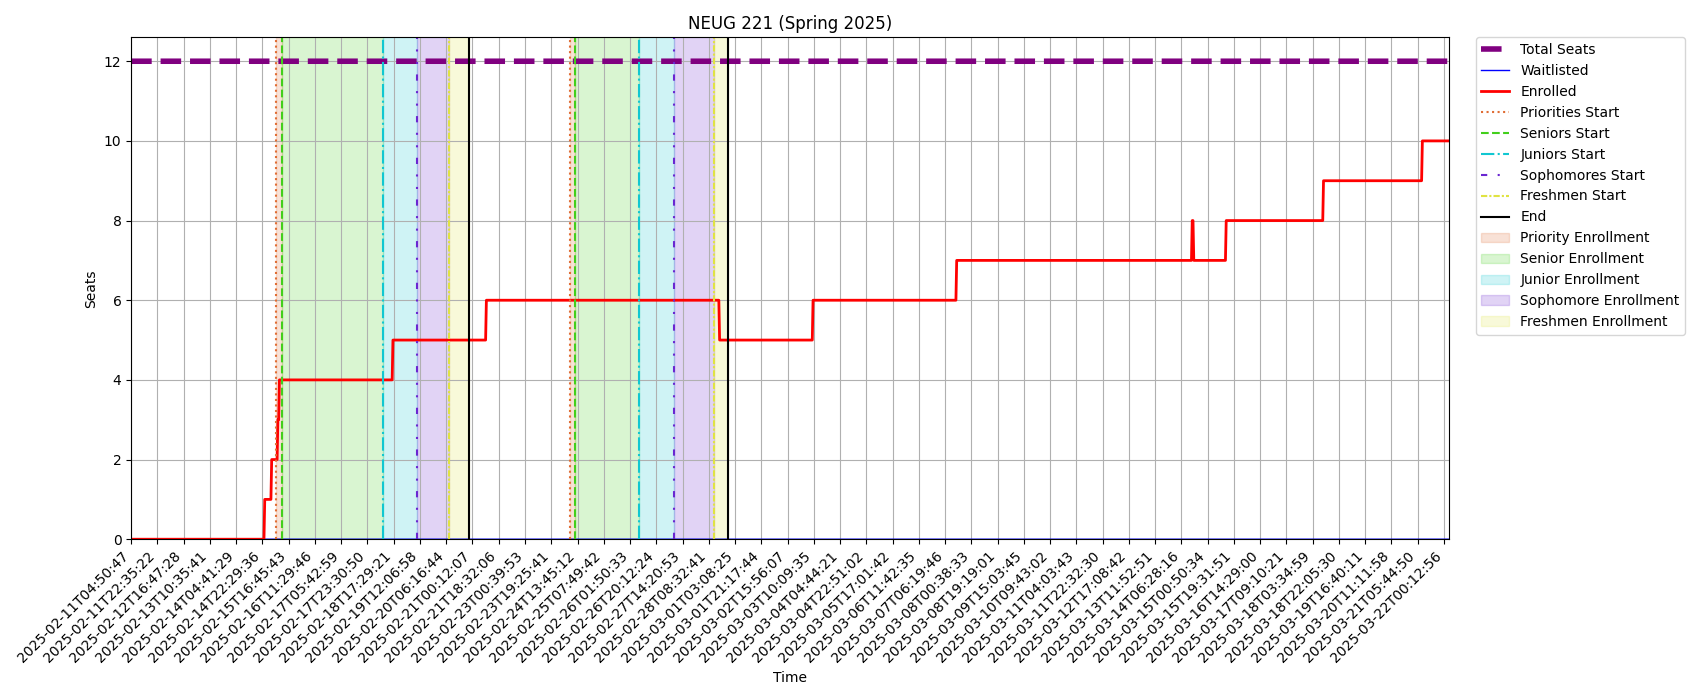 NEUG 221 (Spring 2025)
Seats
12
10
8
6
4
2
0
Total Seats
Waitlisted
Enrolled
Priorities Start
Seniors Start
Juniors Start
Sophomores Start
Freshmen Start
End
Priority Enrollment
Senior Enrollment
Junior Enrollment
Sophomore Enrollment
Freshmen Enrollment
2025-02-11T04:50:47
2025-02-11T22:35:22
2025-02-12T16:47:28
2025-02-13T10:35:41
2025-02-14T04:41:29
2025-02-14T22:29:36
2025-02-15T16:45:43
2025-02-16T11:29:46
2025-02-17T05:42:59
2025-02-17T23:30:50
2025-02-18T17:29:21
2025-02-19T12:06:58
2025-02-20T06:16:44
2025-02-21T00:12:07
2025-02-21T18:32:06
2025-02-23T00:39:53
2025-02-23T19:25:41
2025-02-24T13:45:12
2025-02-25T07:49:42
2025-02-26T01:50:33
2025-02-26T20:12:24
2025-02-27T14:20:53
2025-02-28T08:32:41
2025-03-01T03:08:25
2025-03-01T21:17:44
2025-03-02T15:56:07
2025-03-03T10:09:35
2025-03-04T04:44:21
2025-03-04T22:51:02
2025-03-05T17:01:42
2025-03-06T11:42:35
2025-03-07T06:19:46
2025-03-08T00:38:33
2025-03-08T19:19:01
2025-03-09T15:03:45
2025-03-10T09:43:02
2025-03-11T04:03:43
2025-03-11T22:32:30
2025-03-12T17:08:42
2025-03-13T11:52:51
2025-03-14T06:28:16
2025-03-15T00:50:34
2025-03-15T19:31:51
2025-03-16T14:29:00
2025-03-17T09:10:21
2025-03-18T03:34:59
2025-03-18T22:05:30
2025-03-19T16:40:11
2025-03-20T11:11:58
2025-03-21T05:44:50
2025-03-22T00:12:56
Time